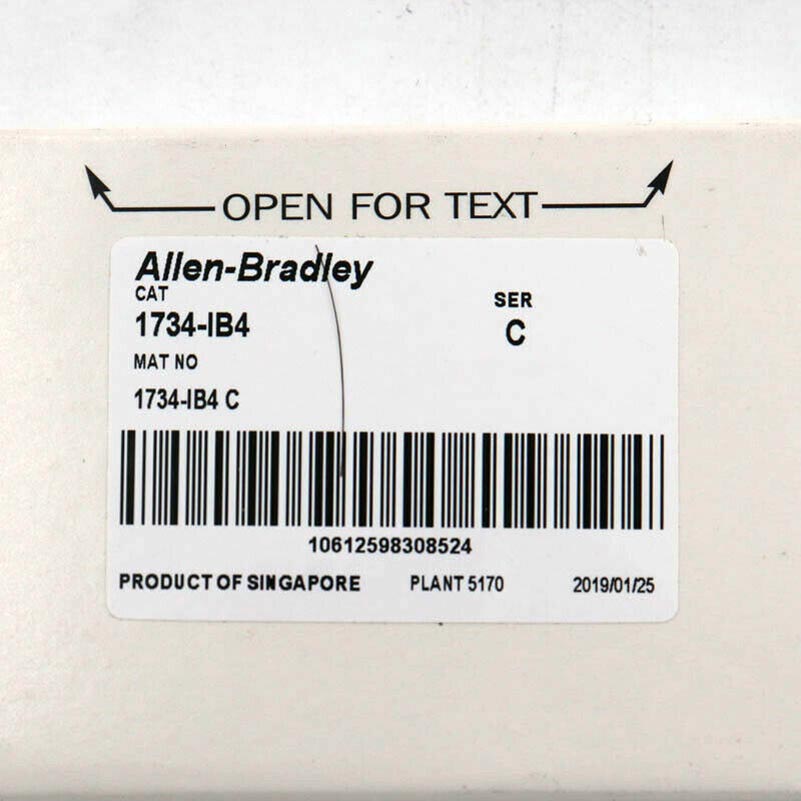 OPEN FOR TEXT
Allen-Bradley
CAT
SER
1734-IB4
C
MAT NO
1734-IB4 C
10612598308524
PRODUCT OF SINGAPORE PLANT 5170 2019/01/25